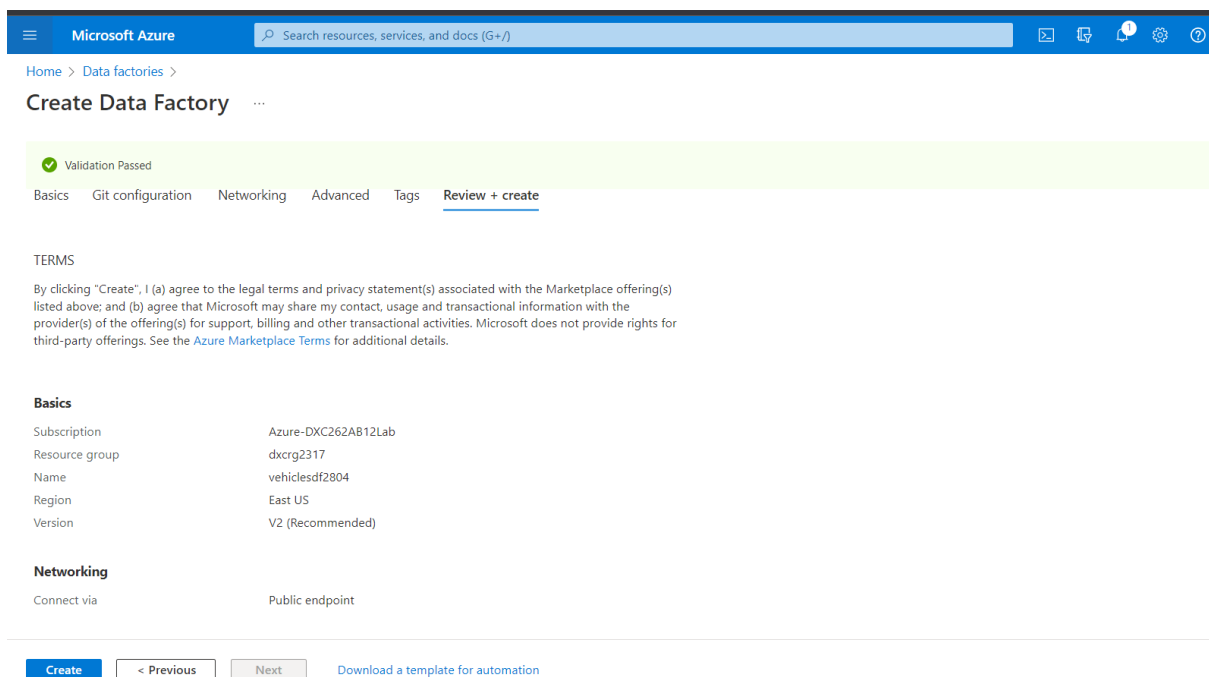 Microsoft Azure
Search resources, services, and docs (G+/)
1
Home > Data factories >
Create Data Factory ...
Validation Passed
Basics Git configuration Networking Advanced Tags Review + create
TERMS
By clicking "Create", I (a) agree to the legal terms and privacy statement(s) associated with the Marketplace offering(s)
listed above; and (b) agree that Microsoft may share my contact, usage and transactional information with the
provider(s) of the offering(s) for support, billing and other transactional activities. Microsoft does not provide rights for
third-party offerings. See the Azure Marketplace Terms for additional details.
Basics
Subscription Azure-DXC262AB12Lab
Resource group dxcrg2317
Name vehiclesdf2804
Region East US
Version V2 (Recommended)
Networking
Connect via Public endpoint
Create < Previous Next Download a template for automation